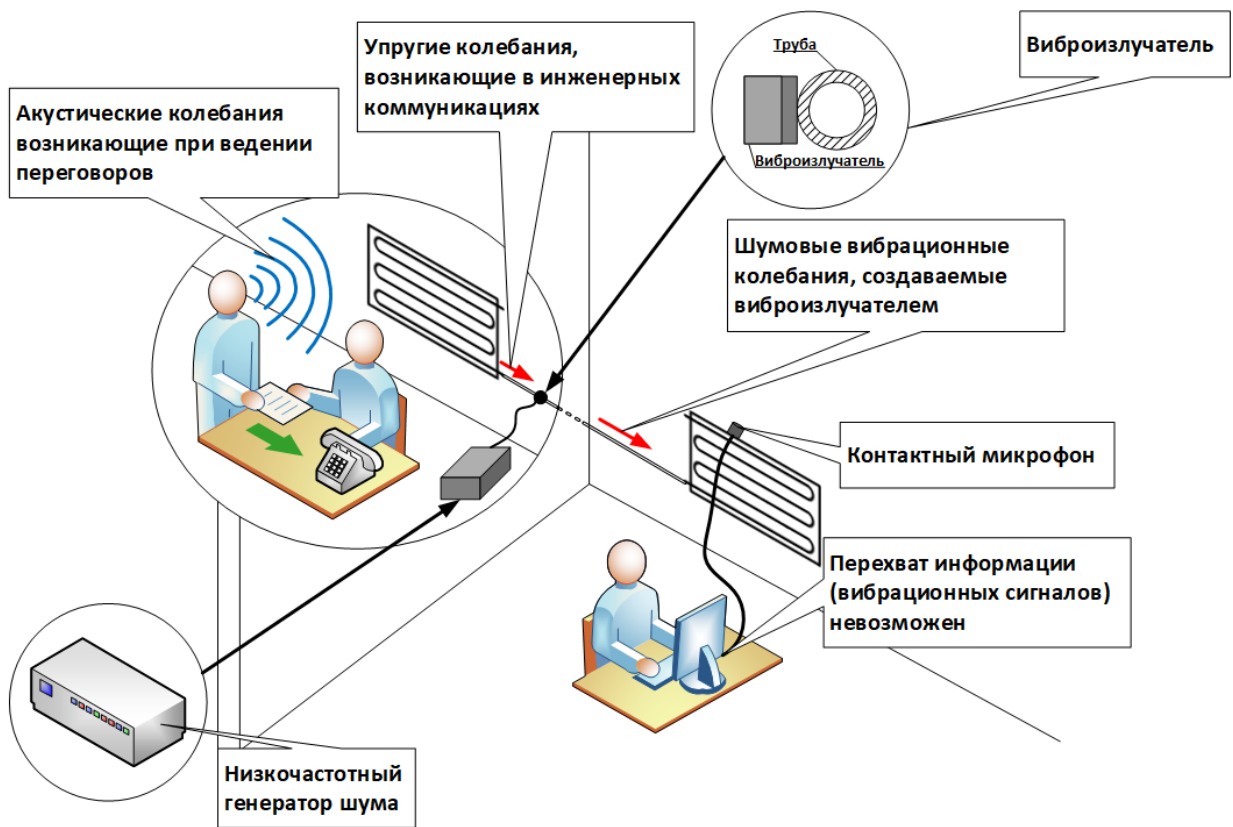 Упругие колебания,
возникающие в инженерных
коммуникациях
Труба
Виброизлучатель
Виброизлучатель
Акустические колебания
возникающие при ведении
переговоров
Шумовые вибрационные
колебания, создаваемые
виброизлучателем
Контактный микрофон
Перехват информации
(вибрационных сигналов)
невозможен
Низкочастотный
генератор шума